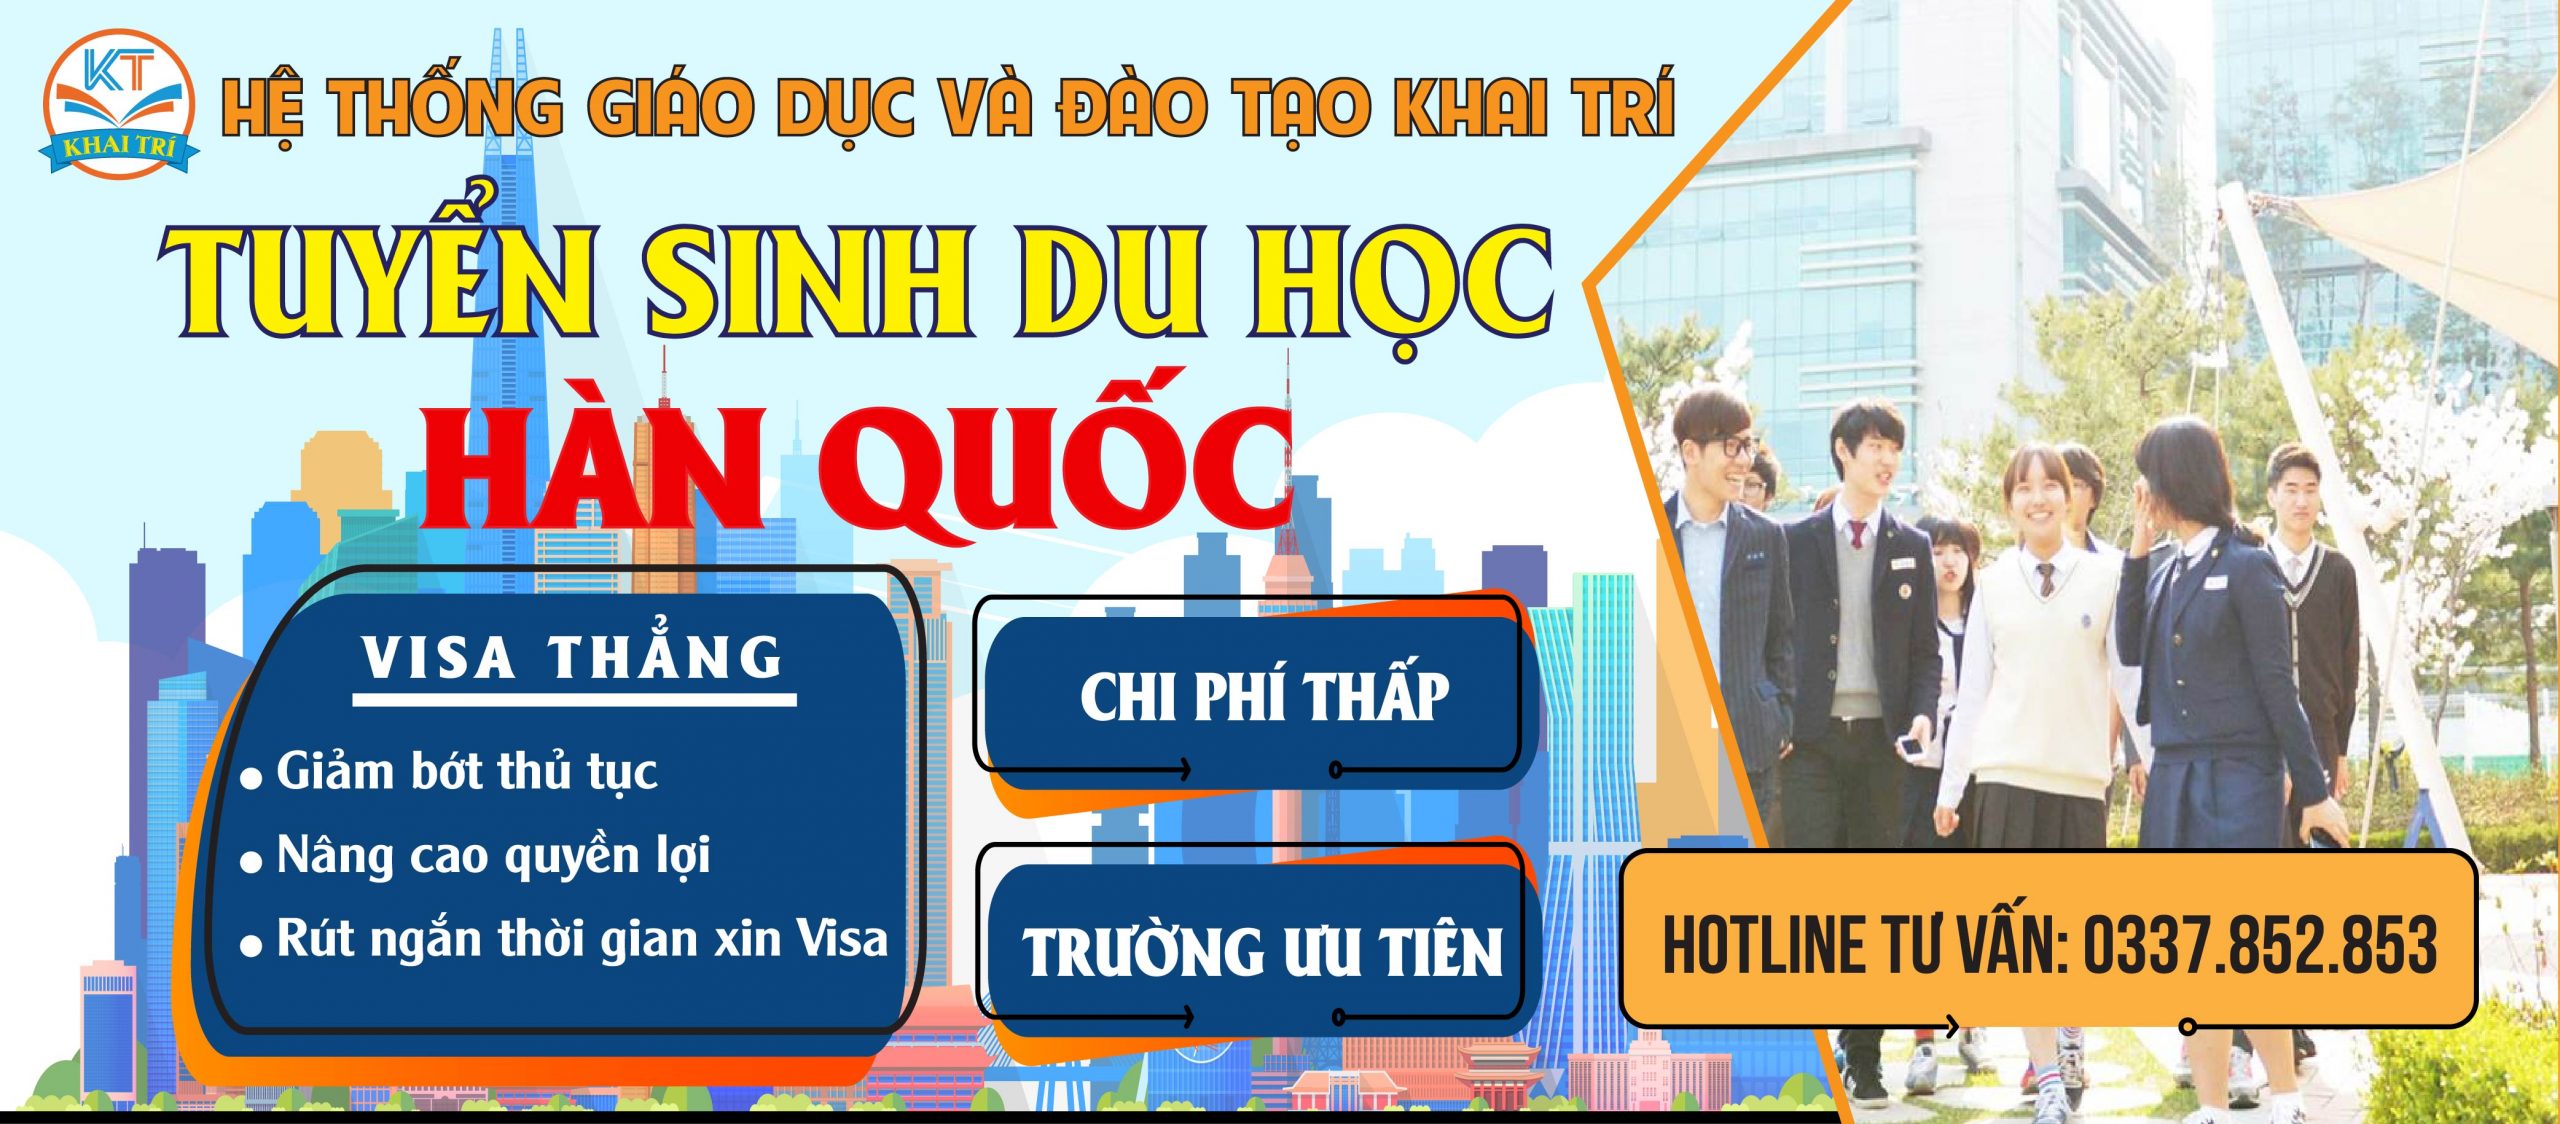 KT
KHAI TRÍ
HỆ THỐNG GIÁO DỤC VÀ ĐÀO TẠO KHAI TRÍ
TUYỂN SINH DU HỌC
HÀN QUỐC
VISA THẲNG
• Giảm bớt thủ tục
• Nâng cao quyền lợi
• Rút ngắn thời gian xin Visa
CHI PHÍ THẤP
TRƯỜNG ƯU TIÊN
HOTLINE TƯ VẤN: 0337.852.853